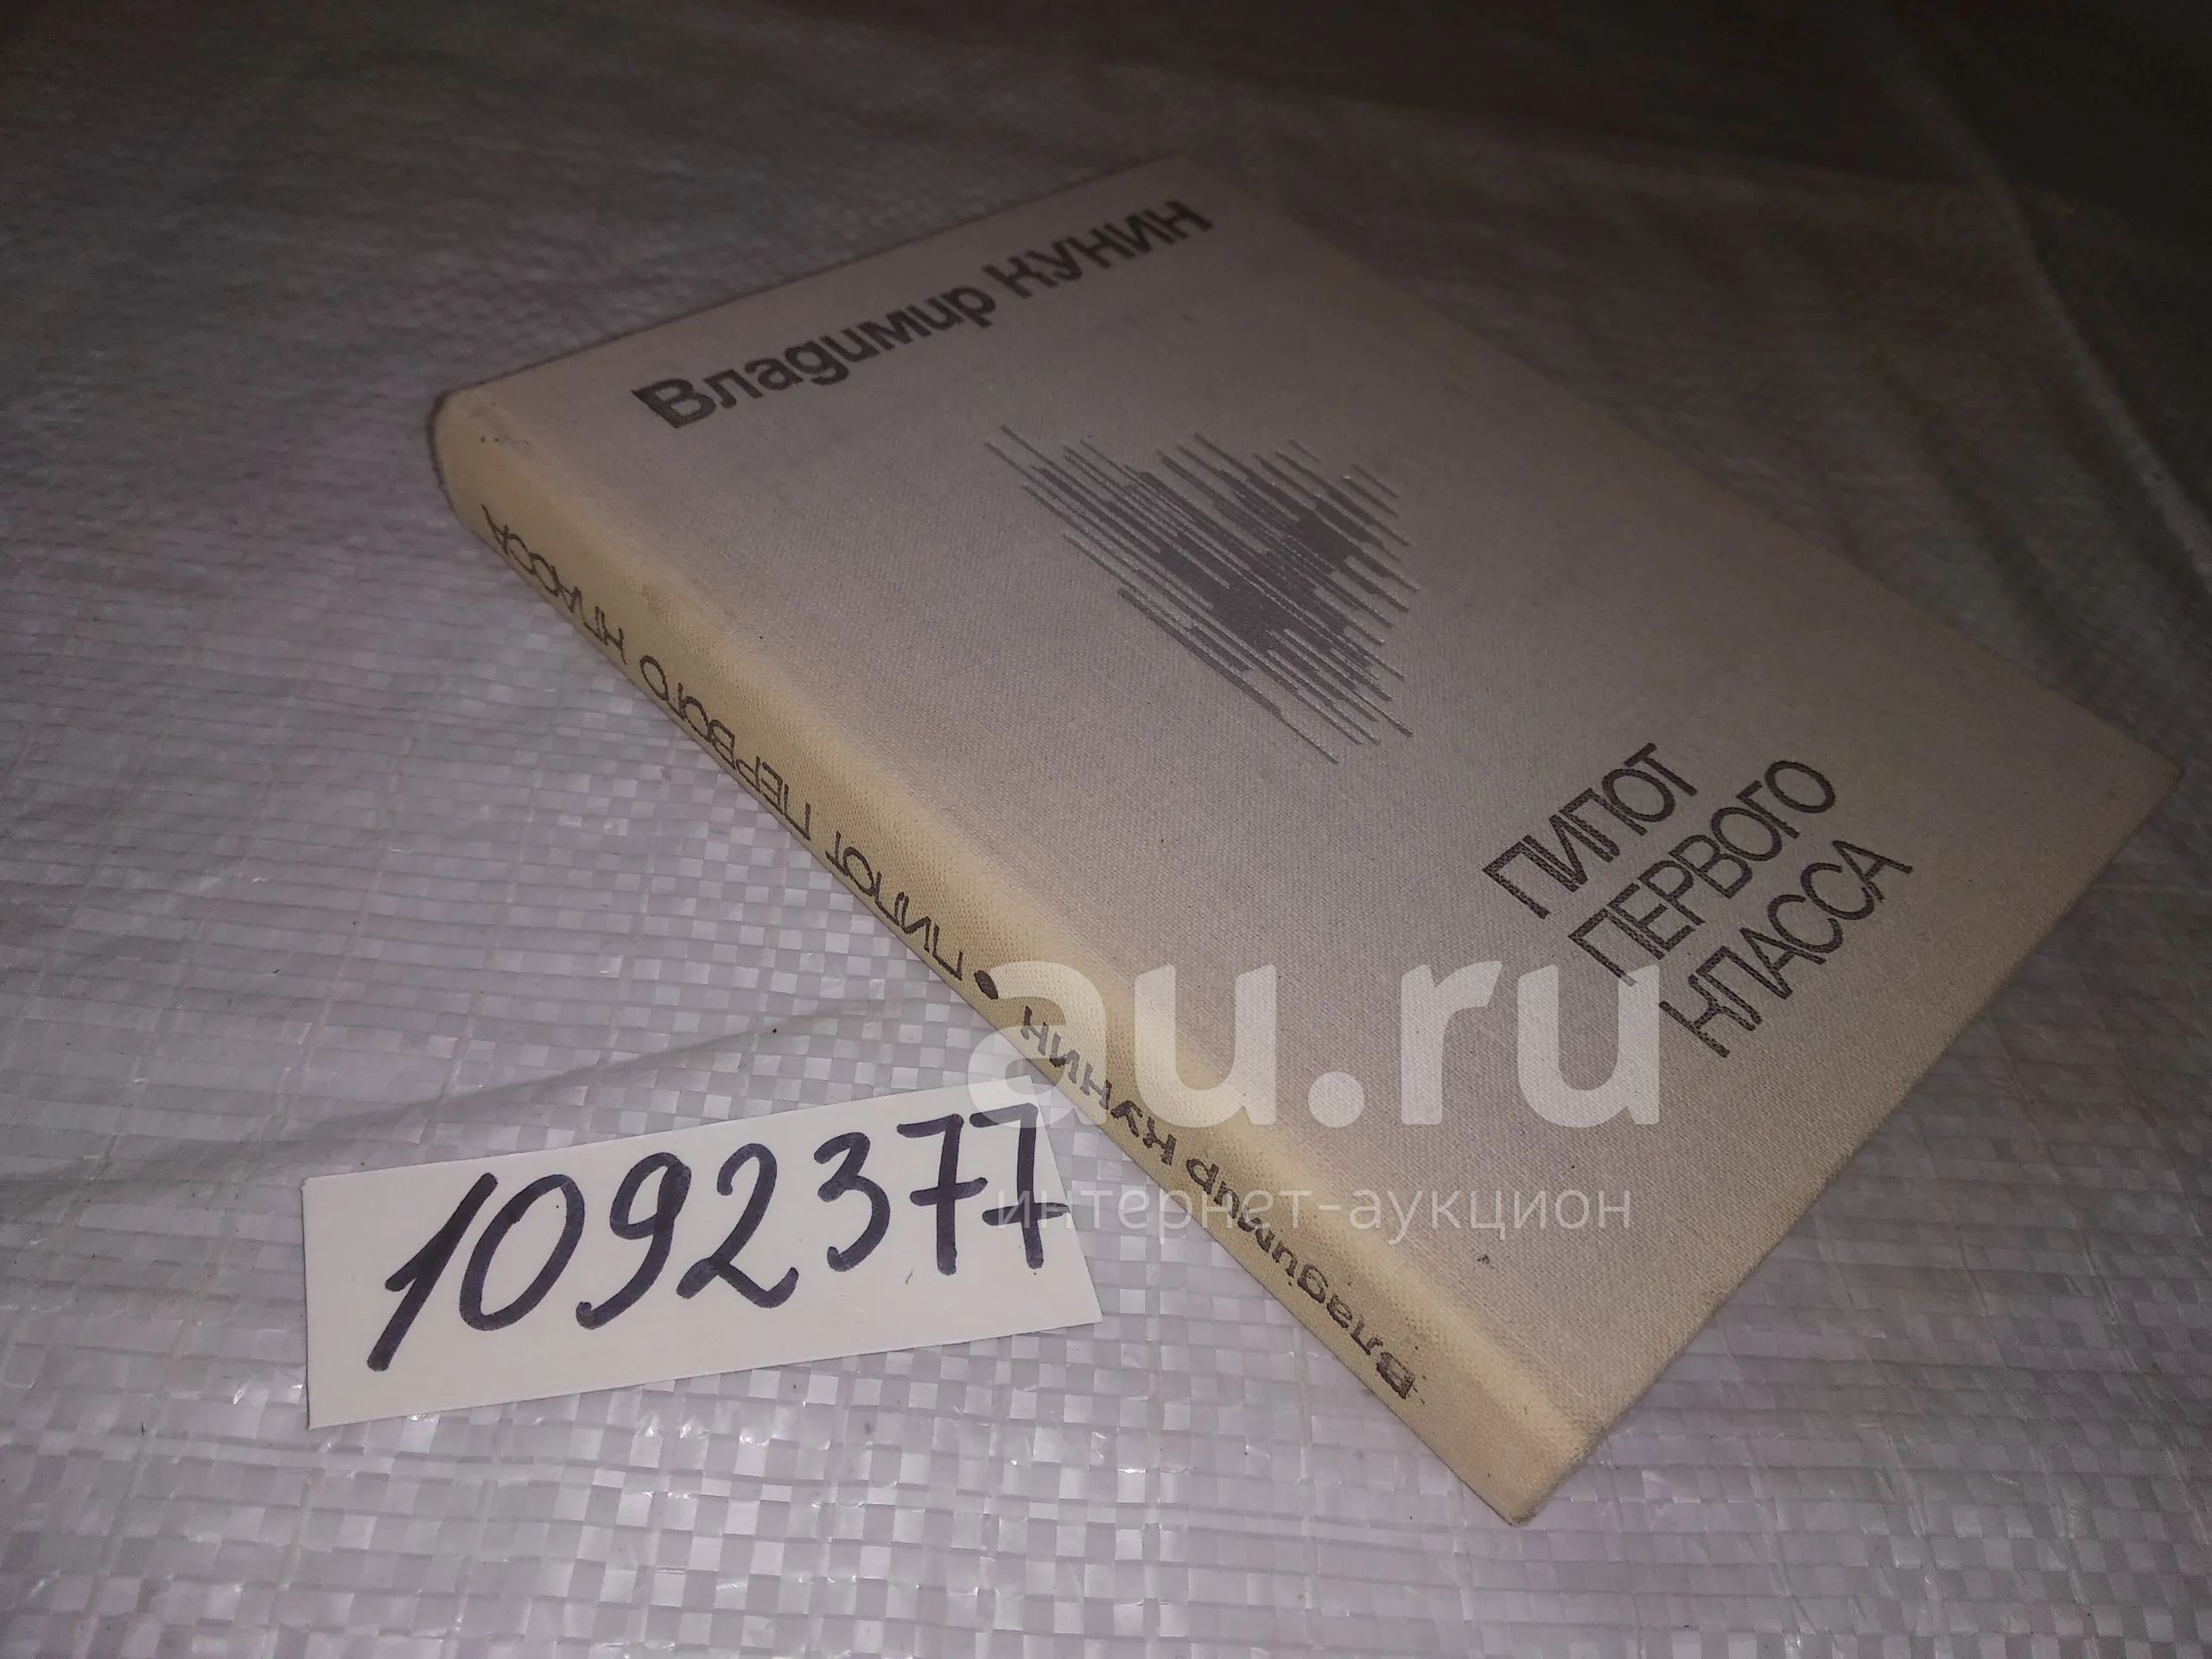 Владимир КУНИН
ПИЛОТ
ПЕРВОГО
КЛАССА
Владимир КУНИН • ПИЛОТ ПЕРВОГО КЛАССА
1092377
au.ru
интернет-аукцион